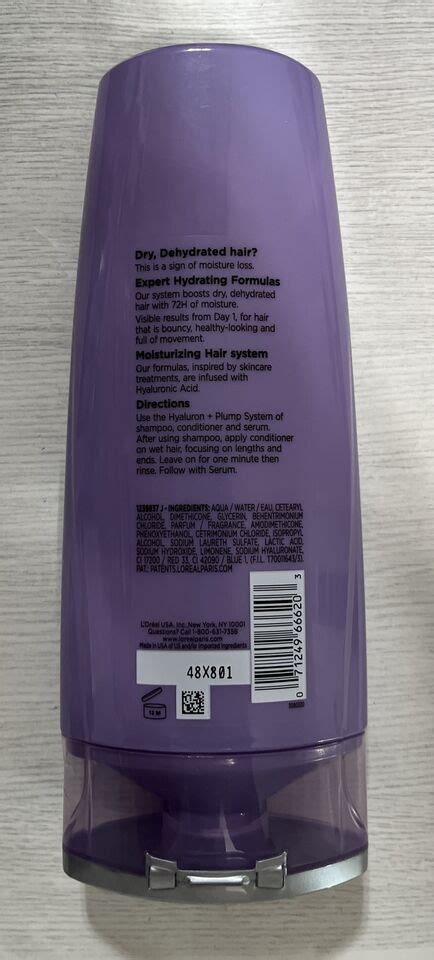 Dry, Dehydrated hair?
This is a sign of moisture loss.
Expert Hydrating Formulas
Our system boosts dry, dehydrated
hair with 72H of moisture.
Visible results from Day 1, for hair
that is bouncy, healthy-looking and
full of movement.
Moisturizing Hair system
Our formulas, inspired by skincare
treatments, are infused with
Hyaluronic Acid.
Directions
Use the Hyaluron + Plump System of
shampoo, conditioner and serum.
After using shampoo, apply conditioner
on wet hair, focusing on lengths and
ends. Leave on for one minute then
rinse. Follow with Serum.
1239837 J - INGREDIENTS: AQUA / WATER / EAU, CETEARYL
ALCOHOL, DIMETHICONE, GLYCERIN, BEHENTRIMONIUM
CHLORIDE, PARFUM / FRAGRANCE, AMODIMETHICONE,
PHENOXYETHANOL, CETRIMONIUM CHLORIDE, ISOPROPYL
ALCOHOL, SODIUM LAURETH SULFATE, LACTIC ACID,
SODIUM HYDROXIDE, LIMONENE, SODIUM HYALURONATE,
CI 17200 / RED 33, CI 42090 / BLUE 1, (F.I.L. T70011643/3).
PAT.: PATENTS.LOREALPARIS.COM
L'Oréal USA, Inc., New York, NY 10001
Questions? Call 1-800-631-7358
www.lorealparis.com
Made in USA of US and/or imported ingredients
48X801
12 M
0 71249 66620 3